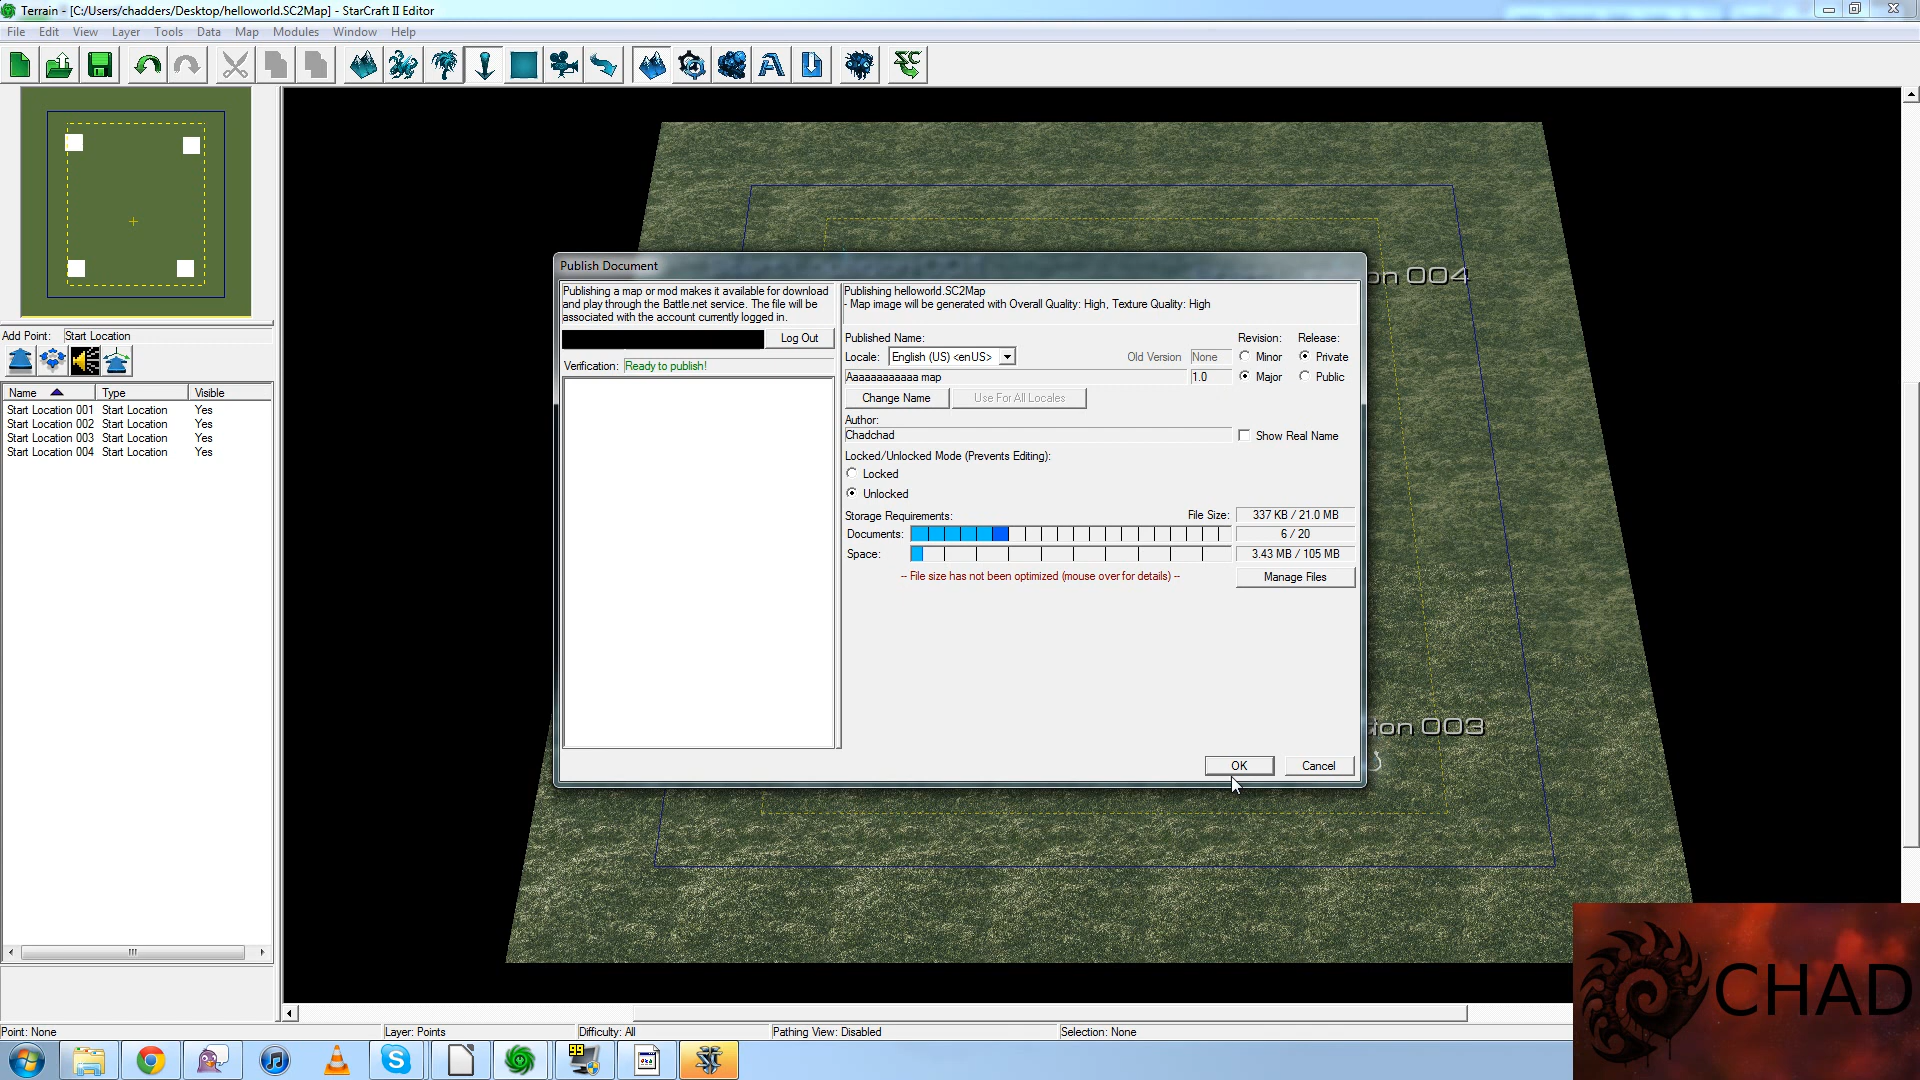 Terrain - [C:/Users/chadders/Desktop/helloworld.SC2Map] - StarCraft II Editor
File Edit View Layer Tools Data Map Modules Window Help
Add Point: Start Location
Name Type Visible
Start Location 001 Start Location Yes
Start Location 002 Start Location Yes
Start Location 003 Start Location Yes
Start Location 004 Start Location Yes
on 004
Publish Document
Publishing a map or mod makes it available for download
and play through the Battle.net service. The file will be
associated with the account currently logged in.
Log Out
Verification: Ready to publish!
Publishing helloworld.SC2Map
- Map image will be generated with Overall Quality: High, Texture Quality: High
Published Name: Revision: Release:
Locale: English (US) <enUS> Old Version None Minor Private
Aaaaaaaaaaaa map 1.0 Major Public
Change Name Use For All Locales
Author:
Chadchad Show Real Name
Locked/Unlocked Mode (Prevents Editing):
Locked
Unlocked
Storage Requirements: File Size: 337 KB / 21.0 MB
Documents: 6 / 20
Space: 3.43 MB / 105 MB
-- File size has not been optimized (mouse over for details) --
Manage Files
OK Cancel
tion 003
CHAD
Point: None Layer: Points Difficulty: All Pathing View: Disabled Selection: None
99